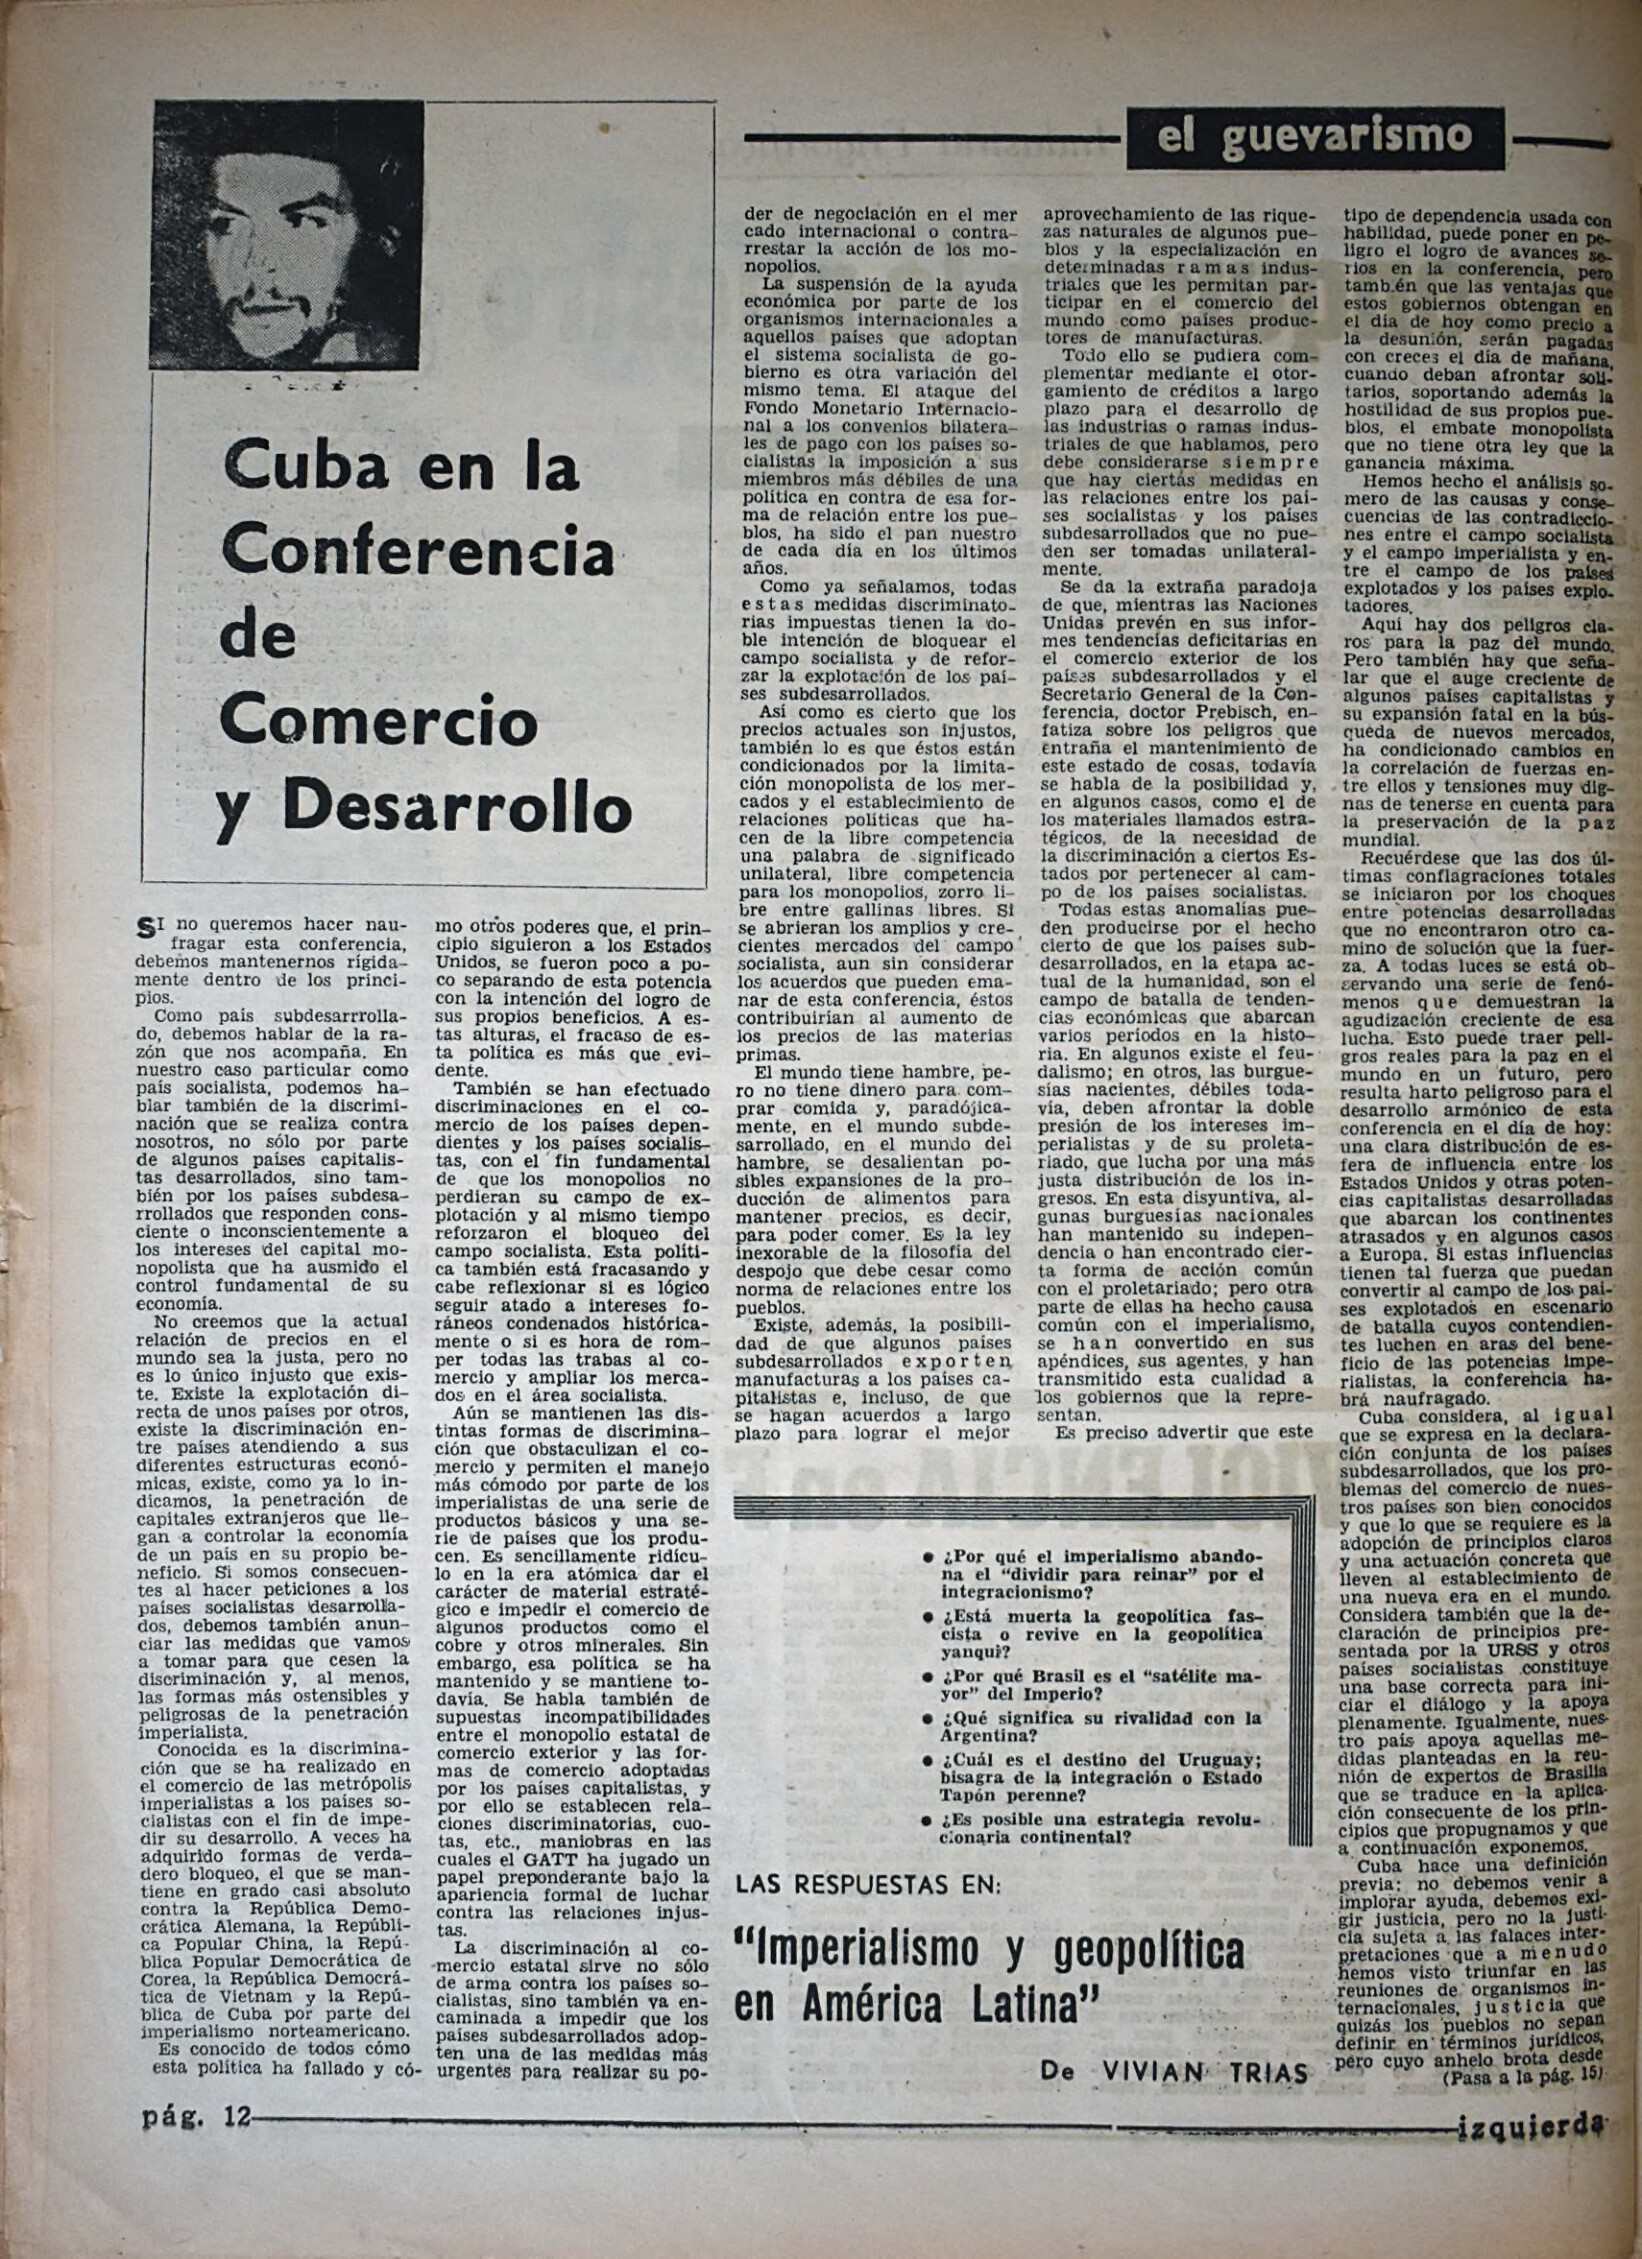 el guevarismo
Cuba en la
Conferencia
de
Comercio
y Desarrollo
SI no queremos hacer nau-
fragar esta conferencia,
debemos mantenernos rígida-
mente dentro de los princi-
pios.
Como país subdesarrrolla-
do, debemos hablar de la ra-
zón que nos acompaña. En
nuestro caso particular como
país socialista, podemos ha-
blar también de la discrimi-
nación que se realiza contra
nosotros, no sólo por parte
de algunos países capitalis-
tas desarrollados, sino tam-
bién por los países subdesa-
rrollados que responden cons-
ciente o inconscientemente a
los intereses del capital mo-
nopolista que ha ausmido el
control fundamental de su
economía.
No creemos que la actual
relación de precios en el
mundo sea la justa, pero no
es lo único injusto que exis-
te. Existe la explotación di-
recta de unos países por otros,
existe la discriminación en-
tre países atendiendo a sus
diferentes estructuras econó-
micas, existe, como ya lo in-
dicamos, la penetración de
capitales extranjeros que lle-
gan a controlar la economía
de un país en su propio be-
neficio. Si somos consecuen-
tes al hacer peticiones a los
países socialistas desarrolla-
dos, debemos también anun-
ciar las medidas que vamos
a tomar para que cesen la
discriminación y, al menos,
las formas más ostensibles y
peligrosas de la penetración
imperialista.
Conocida es la discrimina-
ción que se ha realizado en
el comercio de las metrópolis
imperialistas a los países so-
cialistas con el fin de impe-
dir su desarrollo. A veces ha
adquirido formas de verda-
dero bloqueo, el que se man-
tiene en grado casi absoluto
contra la República Demo-
crática Alemana, la Repúbli-
ca Popular China, la Repú-
blica Popular Democrática de
Corea, la República Democrá-
tica de Vietnam y la Repú-
blica de Cuba por parte del
imperialismo norteamericano.
Es conocido de todos cómo
esta política ha fallado y có-
mo otros poderes que, el prin-
cipio siguieron a los Estados
Unidos, se fueron poco a po-
co separando de esta potencia
con la intención del logro de
sus propios beneficios. A es-
tas alturas, el fracaso de es-
ta política es más que evi-
dente.
También se han efectuado
discriminaciones en el co-
mercio de los países depen-
dientes y los países socialis-
tas, con el fin fundamental
de que los monopolios no
perdieran su campo de ex-
plotación y al mismo tiempo
reforzaron el bloqueo del
campo socialista. Esta políti-
ca también está fracasando y
cabe reflexionar si es lógico
seguir atado a intereses fo-
ráneos condenados histórica-
mente o si es hora de rom-
per todas las trabas al co-
mercio y ampliar los merca-
dos en el área socialista.
Aún se mantienen las dis-
tintas formas de discrimina-
ción que obstaculizan el co-
mercio y permiten el manejo
más cómodo por parte de los
imperialistas de una serie de
productos básicos y una se-
rie de países que los produ-
cen. Es sencillamente ridícu-
lo en la era atómica dar el
carácter de material estraté-
gico e impedir el comercio de
algunos productos como el
cobre y otros minerales. Sin
embargo, esa política se ha
mantenido y se mantiene to-
davía. Se habla también de
supuestas incompatibilidades
entre el monopolio estatal de
comercio exterior y las for-
mas de comercio adoptadas
por los países capitalistas, y
por ello se establecen rela-
ciones discriminatorias, cuo-
tas, etc., maniobras en las
cuales el GATT ha jugado un
papel preponderante bajo la
apariencia formal de luchar
contra las relaciones injus-
tas.
La discriminación al co-
mercio estatal sirve no sólo
de arma contra los países so-
cialistas, sino también va en-
caminada a impedir que los
países subdesarrollados adop-
ten una de las medidas más
urgentes para realizar su po-
der de negociación en el mer
cado internacional o contra-
rrestar la acción de los mo-
nopolios.
La suspensión de la ayuda
económica por parte de los
organismos internacionales a
aquellos países que adoptan
el sistema socialista de go-
bierno es otra variación del
mismo tema. El ataque del
Fondo Monetario Internacio-
nal a los convenios bilatera-
les de pago con los países so-
cialistas la imposición a sus
miembros más débiles de una
política en contra de esa for-
ma de relación entre los pue-
blos, ha sido el pan nuestro
de cada día en los últimos
años.
Como ya señalamos, todas
estas medidas discriminato-
rias impuestas tienen la do-
ble intención de bloquear el
campo socialista y de refor-
zar la explotación de los paí-
ses subdesarrollados.
Así como es cierto que los
precios actuales son injustos,
también lo es que éstos están
condicionados por la limita-
ción monopolista de los mer-
cados y el establecimiento de
relaciones políticas que ha-
cen de la libre competencia
una palabra de significado
unilateral, libre competencia
para los monopolios, zorro li-
bre entre gallinas libres. Si
se abrieran los amplios y cre-
cientes mercados del campo
socialista, aun sin considerar
los acuerdos que pueden ema-
nar de esta conferencia, éstos
contribuirían al aumento de
los precios de las materias
primas.
El mundo tiene hambre, pe-
ro no tiene dinero para com-
prar comida y, paradójica-
mente, en el mundo subde-
sarrollado, en el mundo del
hambre, se desalientan po-
sibles expansiones de la pro-
ducción de alimentos para
mantener precios, es decir,
para poder comer. Es la ley
inexorable de la filosofía del
despojo que debe cesar como
norma de relaciones entre los
pueblos.
Existe, además, la posibili-
dad de que algunos países
subdesarrollados exporten
manufacturas a los países ca-
pitalistas e, incluso, de que
se hagan acuerdos a largo
plazo para lograr el mejor
aprovechamiento de las rique-
zas naturales de algunos pue-
blos y la especialización en
determinadas ramas indus-
triales que les permitan par-
ticipar en el comercio del
mundo como países produc-
tores de manufacturas.
Todo ello se pudiera com-
plementar mediante el otor-
gamiento de créditos a largo
plazo para el desarrollo de
las industrias o ramas indus-
triales de que hablamos, pero
debe considerarse siempre
que hay ciertas medidas en
las relaciones entre los paí-
ses socialistas y los países
subdesarrollados que no pue-
den ser tomadas unilateral-
mente.
Se da la extraña paradoja
de que, mientras las Naciones
Unidas prevén en sus infor-
mes tendencias deficitarias en
el comercio exterior de los
países subdesarrollados y el
Secretario General de la Con-
ferencia, doctor Prebisch, en-
fatiza sobre los peligros que
entraña el mantenimiento de
este estado de cosas, todavía
se habla de la posibilidad y,
en algunos casos, como el de
los materiales llamados estra-
tégicos, de la necesidad de
la discriminación a ciertos Es-
tados por pertenecer al cam-
po de los países socialistas.
Todas estas anomalías pue-
den producirse por el hecho
cierto de que los países sub-
desarrollados, en la etapa ac-
tual de la humanidad, son el
campo de batalla de tenden-
cias económicas que abarcan
varios períodos en la histo-
ria. En algunos existe el feu-
dalismo; en otros, las burgue-
sías nacientes, débiles toda-
vía, deben afrontar la doble
presión de los intereses im-
perialistas y de su proleta-
riado, que lucha por una más
justa distribución de los in-
gresos. En esta disyuntiva, al-
gunas burguesías nacionales
han mantenido su indepen-
dencia o han encontrado cier-
ta forma de acción común
con el proletariado; pero otra
parte de ellas ha hecho causa
común con el imperialismo,
se han convertido en sus
apéndices, sus agentes, y han
transmitido esta cualidad a
los gobiernos que la repre-
sentan.
Es preciso advertir que este
tipo de dependencia usada con
habilidad, puede poner en pe-
ligro el logro de avances se-
rios en la conferencia, pero
también que las ventajas que
estos gobiernos obtengan en
el día de hoy como precio a
la desunión, serán pagadas
con creces el día de mañana,
cuando deban afrontar soli-
tarios, soportando además la
hostilidad de sus propios pue-
blos, el embate monopolista
que no tiene otra ley que la
ganancia máxima.
Hemos hecho el análisis so-
mero de las causas y conse-
cuencias de las contradiccio-
nes entre el campo socialista
y el campo imperialista y en-
tre el campo de los países
explotados y los países explo-
tadores.
Aquí hay dos peligros cla-
ros para la paz del mundo.
Pero también hay que seña-
lar que el auge creciente de
algunos países capitalistas y
su expansión fatal en la bús-
queda de nuevos mercados,
ha condicionado cambios en
la correlación de fuerzas en-
tre ellos y tensiones muy dig-
nas de tenerse en cuenta para
la preservación de la paz
mundial.
Recuérdese que las dos úl-
timas conflagraciones totales
se iniciaron por los choques
entre potencias desarrolladas
que no encontraron otro ca-
mino de solución que la fuer-
za. A todas luces se está ob-
servando una serie de fenó-
menos que demuestran la
agudización creciente de esa
lucha. Esto puede traer peli-
gros reales para la paz en el
mundo en un futuro, pero
resulta harto peligroso para el
desarrollo armónico de esta
conferencia en el día de hoy:
una clara distribución de es-
fera de influencia entre los
Estados Unidos y otras poten-
cias capitalistas desarrolladas
que abarcan los continentes
atrasados y en algunos casos
a Europa. Si estas influencias
tienen tal fuerza que puedan
convertir al campo de los paí-
ses explotados en escenario
de batalla cuyos contendien-
tes luchen en aras del bene-
ficio de las potencias impe-
rialistas, la conferencia ha-
brá naufragado.
Cuba considera, al igual
que se expresa en la declara-
ción conjunta de los países
subdesarrollados, que los pro-
blemas del comercio de nues-
tros países son bien conocidos
y que lo que se requiere es la
adopción de principios claros
y una actuación concreta que
lleven al establecimiento de
una nueva era en el mundo.
Considera también que la de-
claración de principios pre-
sentada por la URSS y otros
países socialistas constituye
una base correcta para ini-
ciar el diálogo y la apoya
plenamente. Igualmente, nues-
tro país apoya aquellas me-
didas planteadas en la reu-
nión de expertos de Brasilia
que se traduce en la aplica-
ción consecuente de los prin-
cipios que propugnamos y que
a continuación exponemos.
Cuba hace una definición
previa: no debemos venir a
implorar ayuda, debemos exi-
gir justicia, pero no la justi-
cia sujeta a las falaces inter-
pretaciones que a menudo
hemos visto triunfar en las
reuniones de organismos in-
ternacionales, justicia que
quizás los pueblos no sepan
definir en términos jurídicos,
pero cuyo anhelo brota desde
(Pasa a la pág. 15)
● ¿Por qué el imperialismo abando-
na el "dividir para reinar" por el
integracionismo?
● ¿Está muerta la geopolítica fas-
cista o revive en la geopolítica
yanqui?
● ¿Por qué Brasil es el "satélite ma-
yor" del Imperio?
● ¿Qué significa su rivalidad con la
Argentina?
● ¿Cuál es el destino del Uruguay;
bisagra de la integración o Estado
Tapón perenne?
● ¿Es posible una estrategia revolu-
cionaria continental?
LAS RESPUESTAS EN:
"Imperialismo y geopolítica
en América Latina"
De VIVIAN TRIAS
pág. 12
izquierda